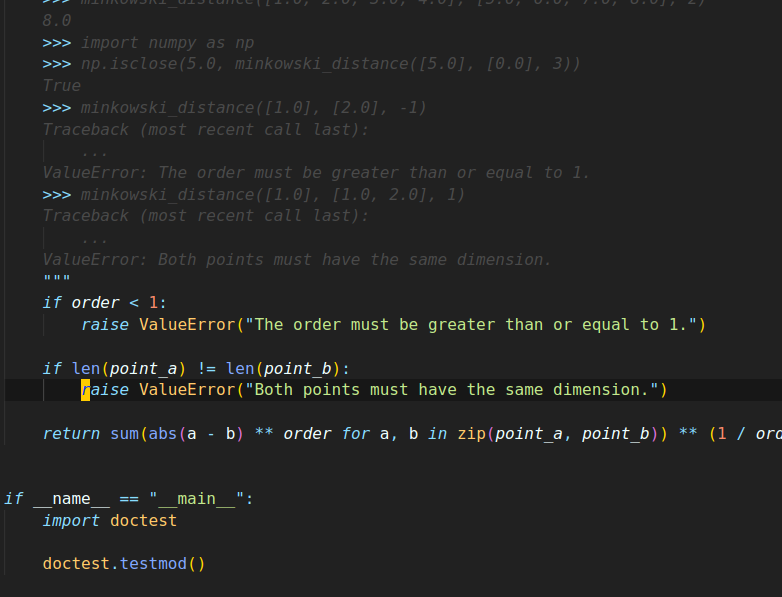 >>> minkowski_distance([1.0, 2.0, 3.0, 4.0], [5.0, 6.0, 7.0, 8.0], 2)
8.0
>>> import numpy as np
>>> np.isclose(5.0, minkowski_distance([5.0], [0.0], 3))
True
>>> minkowski_distance([1.0], [2.0], -1)
Traceback (most recent call last):
...
ValueError: The order must be greater than or equal to 1.
>>> minkowski_distance([1.0], [1.0, 2.0], 1)
Traceback (most recent call last):
...
ValueError: Both points must have the same dimension.
"""
if order < 1:
raise ValueError("The order must be greater than or equal to 1.")
if len(point_a) != len(point_b):
raise ValueError("Both points must have the same dimension.")
return sum(abs(a - b) ** order for a, b in zip(point_a, point_b)) ** (1 / ord
if __name__ == "__main__":
import doctest
doctest.testmod()